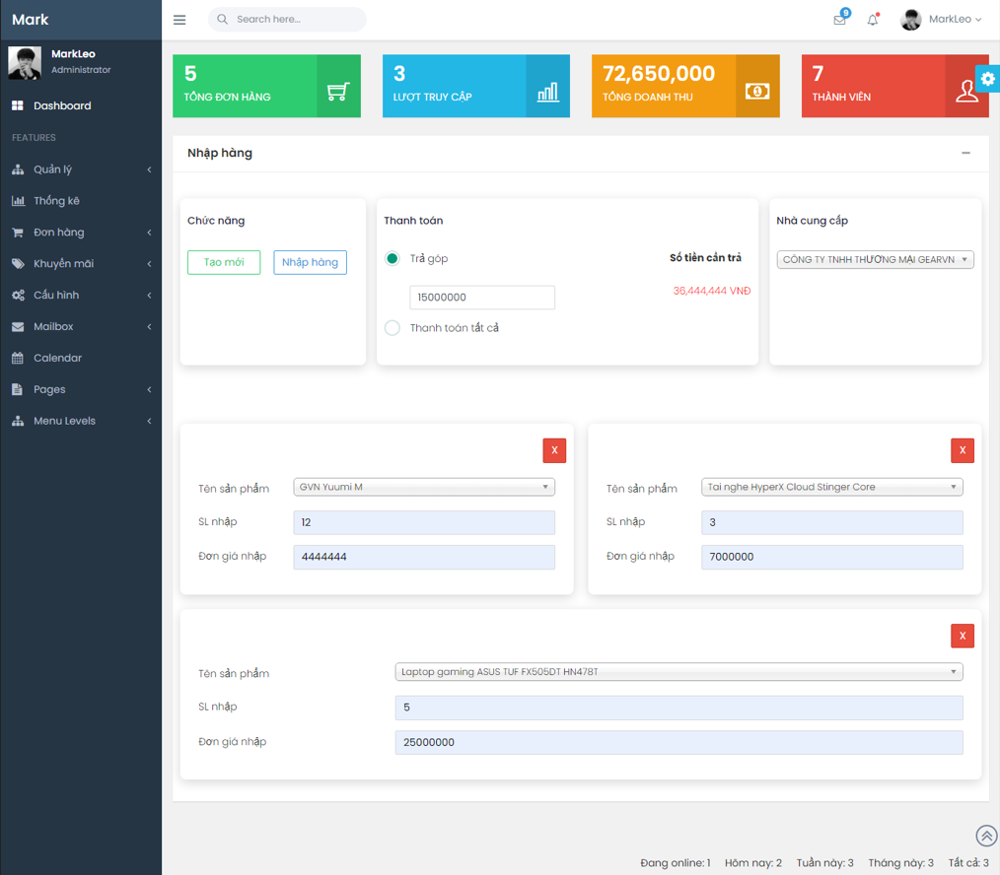 Mark
Search here...
9
MarkLeo
MarkLeo
Administrator
Dashboard
FEATURES
Quản lý
Thống kê
Đơn hàng
Khuyến mãi
Cấu hình
Mailbox
Calendar
Pages
Menu Levels
5
TỔNG ĐƠN HÀNG
3
LƯỢT TRUY CẬP
72,650,000
TỔNG DOANH THU
7
THÀNH VIÊN
Nhập hàng
Chức năng
Tạo mới
Nhập hàng
Thanh toán
Trả góp
Số tiền cần trả
15000000
36,444,444 VNĐ
Thanh toán tất cả
Nhà cung cấp
CÔNG TY TNHH THƯƠNG MẠI GEARVN
X
Tên sản phẩm
GVN Yuumi M
SL nhập
12
Đơn giá nhập
4444444
X
Tên sản phẩm
Tai nghe HyperX Cloud Stinger Core
SL nhập
3
Đơn giá nhập
7000000
X
Tên sản phẩm
Laptop gaming ASUS TUF FX505DT HN478T
SL nhập
5
Đơn giá nhập
25000000
Đang online: 1 Hôm nay: 2 Tuần này: 3 Tháng này: 3 Tất cả: 3